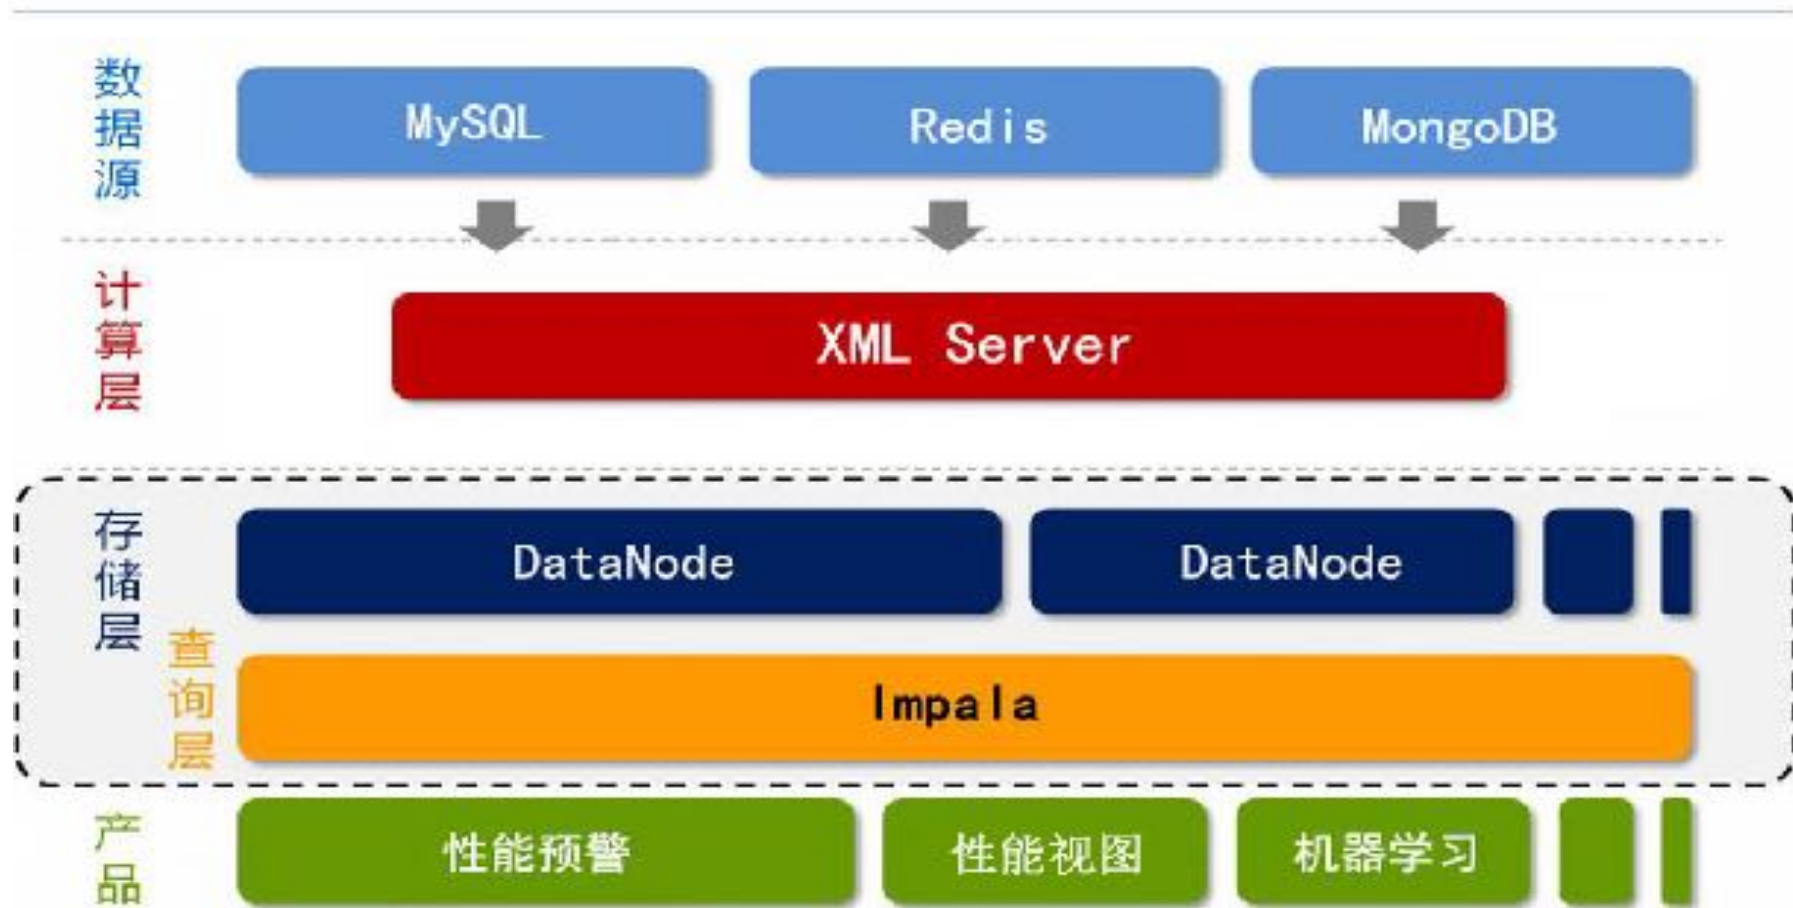 数据源
MySQL
Redis
MongoDB
计算层
XML Server
存储层
DataNode
DataNode
查询层
Impala
产品
性能预警
性能视图
机器学习